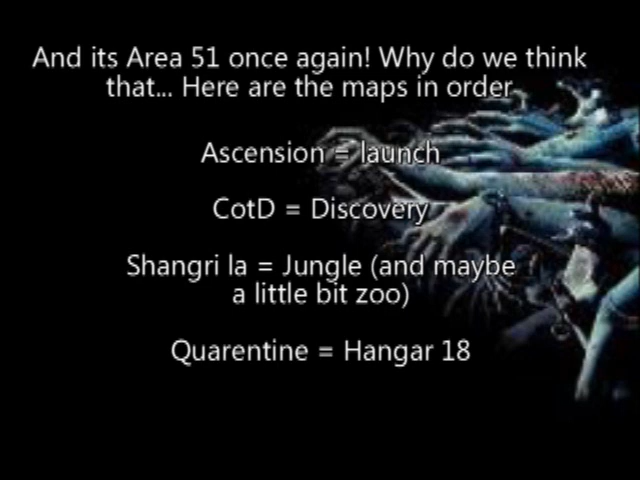 And its Area 51 once again! Why do we think
that... Here are the maps in order
Ascension = launch
CotD = Discovery
Shangri la = Jungle (and maybe
a little bit zoo)
Quarentine = Hangar 18